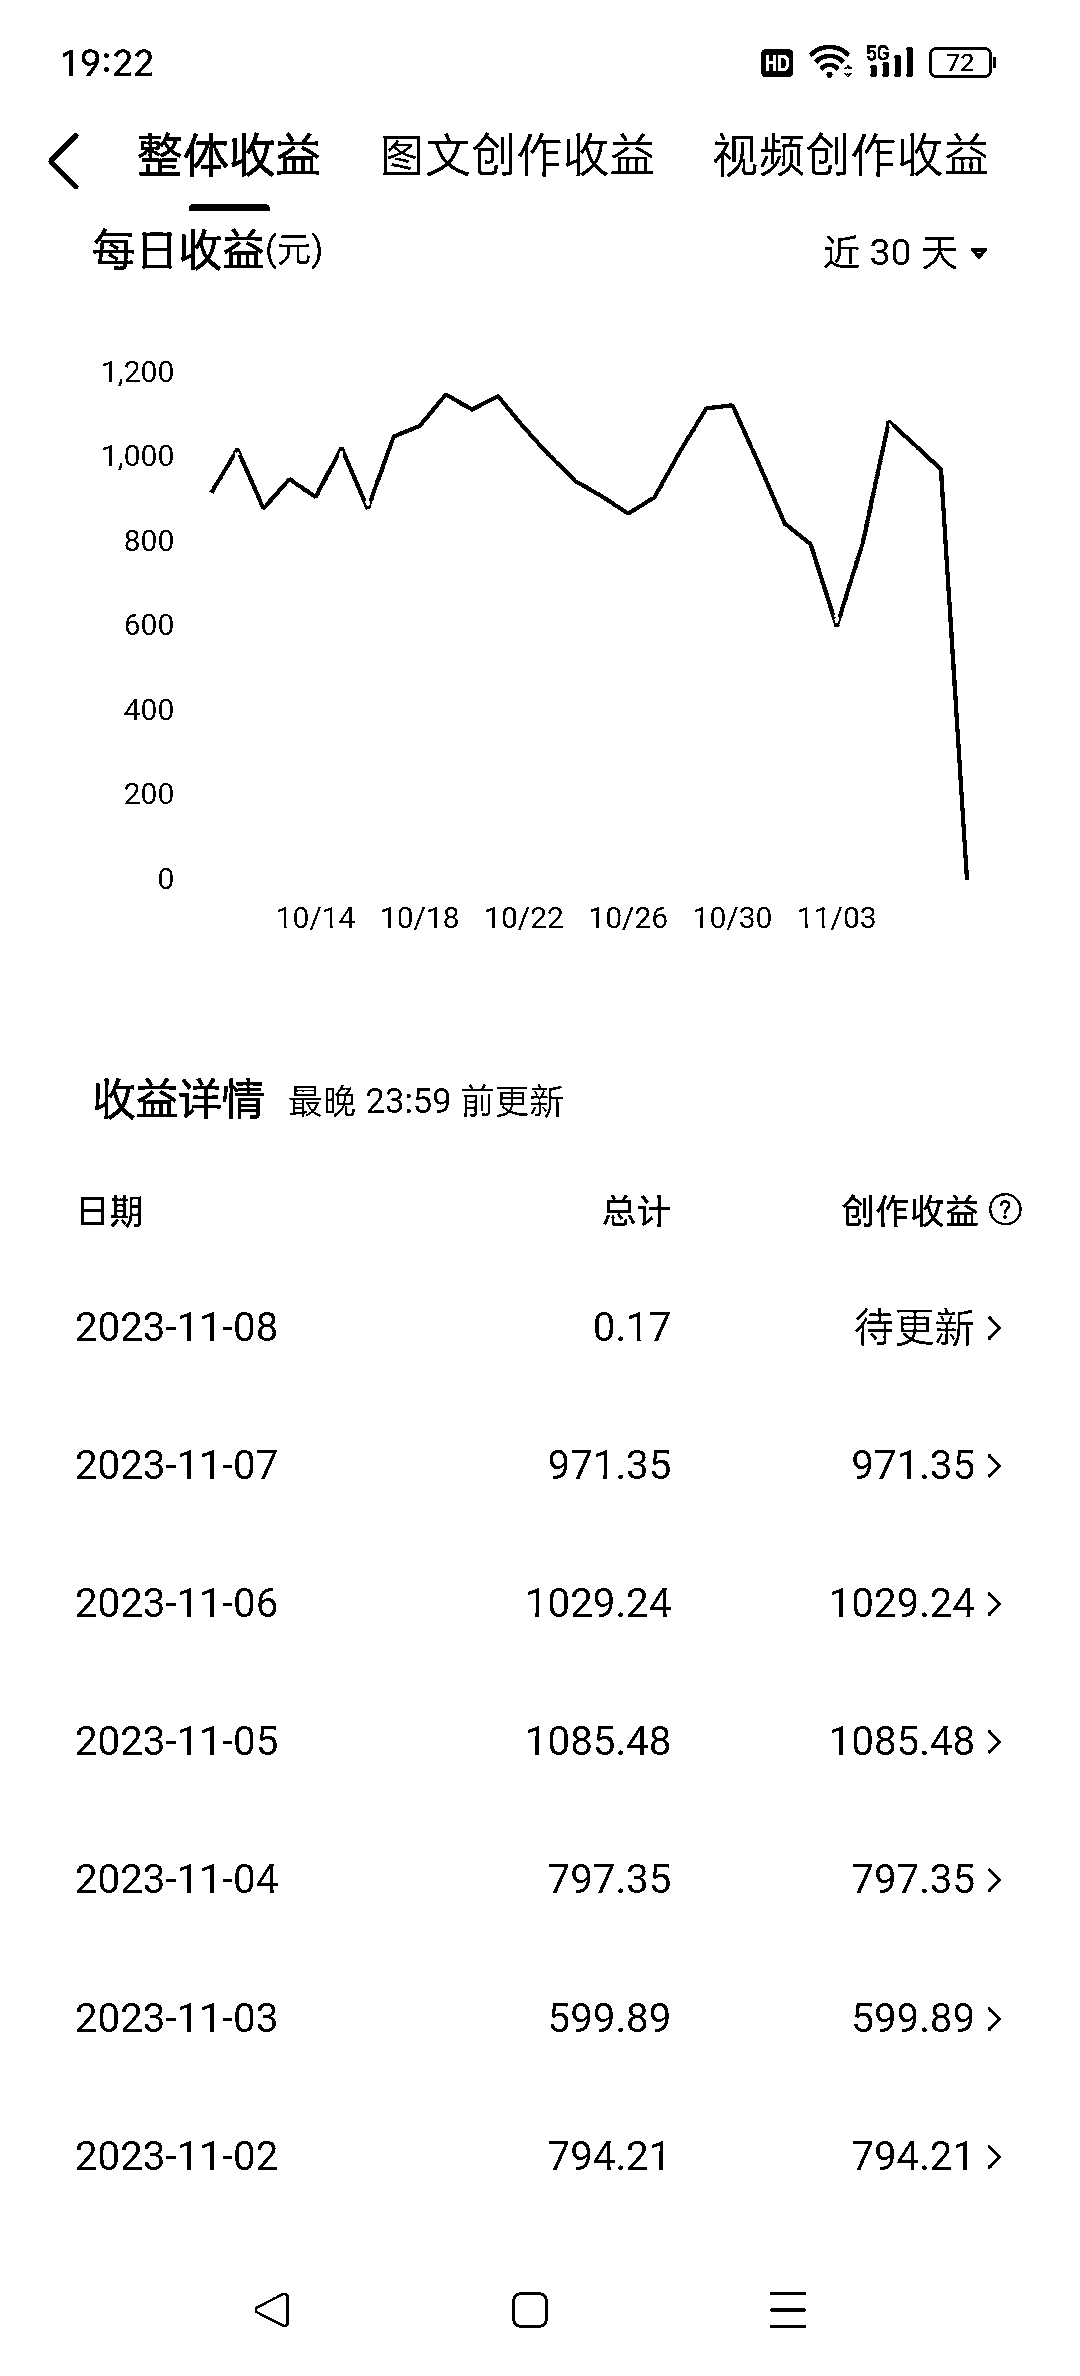 19:22 HD 5G 72
整体收益 图文创作收益 视频创作收益
每日收益(元) 近 30 天
1,200
1,000
800
600
400
200
0
10/14 10/18 10/22 10/26 10/30 11/03
收益详情 最晚 23:59 前更新
日期 总计 创作收益 ?
2023-11-08 0.17 待更新
2023-11-07 971.35 971.35
2023-11-06 1029.24 1029.24
2023-11-05 1085.48 1085.48
2023-11-04 797.35 797.35
2023-11-03 599.89 599.89
2023-11-02 794.21 794.21